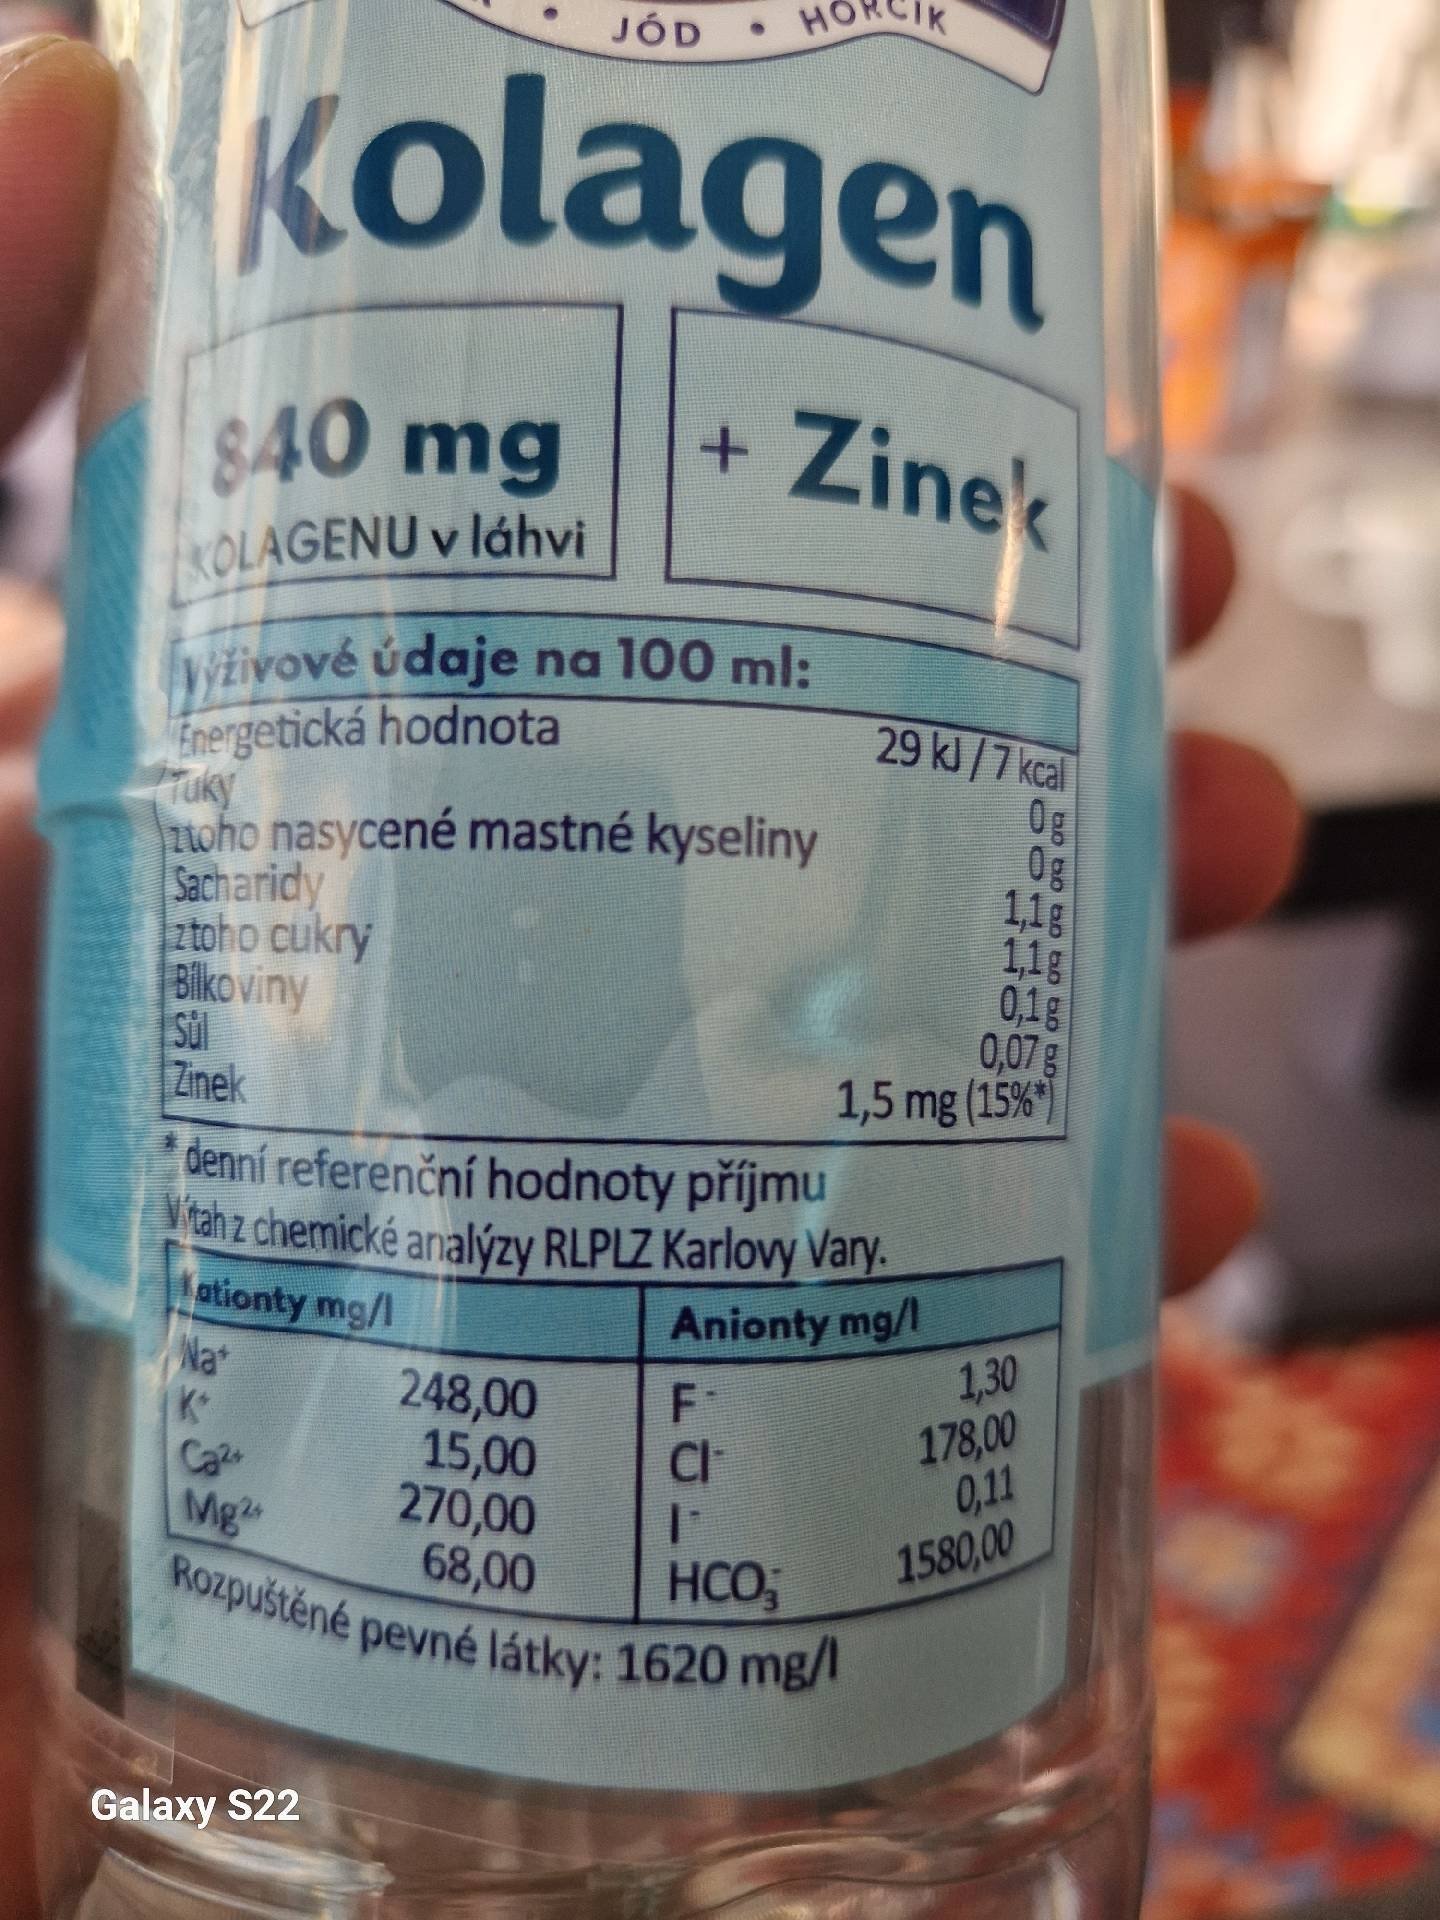 • JÓD • HOŘČÍK
Kolagen
840 mg
KOLAGENU v láhvi
+ Zinek
Výživové údaje na 100 ml:
Energetická hodnota 29 kJ / 7 kcal
Tuky 0 g
z toho nasycené mastné kyseliny 0 g
Sacharidy 1,1 g
z toho cukry 1,1 g
Bílkoviny 0,1 g
Sůl 0,07 g
Zinek 1,5 mg (15%*)
* denní referenční hodnoty příjmu
Výtah z chemické analýzy RLPLZ Karlovy Vary.
Kationty mg/l Anionty mg/l
Na⁺ 248,00 F⁻ 1,30
K⁺ 15,00 Cl⁻ 178,00
Ca²⁺ 270,00 I⁻ 0,11
Mg²⁺ 68,00 HCO₃⁻ 1580,00
Rozpuštěné pevné látky: 1620 mg/l
Galaxy S22